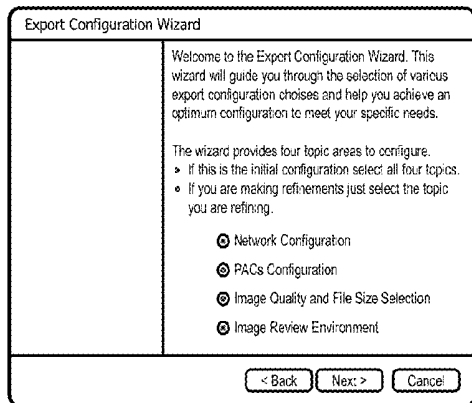 Export Configuration Wizard
Welcome to the Export Configuration Wizard. This
wizard will guide you through the selection of various
export configuration choises and help you achieve an
optimum configuration to meet your specific needs.
The wizard provides four topic areas to configure.
• If this is the initial configuration select all four topics.
• If you are making refinements just select the topic
you are refining.
Network Configuration
PACs Configuration
Image Quality and File Size Selection
Image Review Environment
< Back Next > Cancel